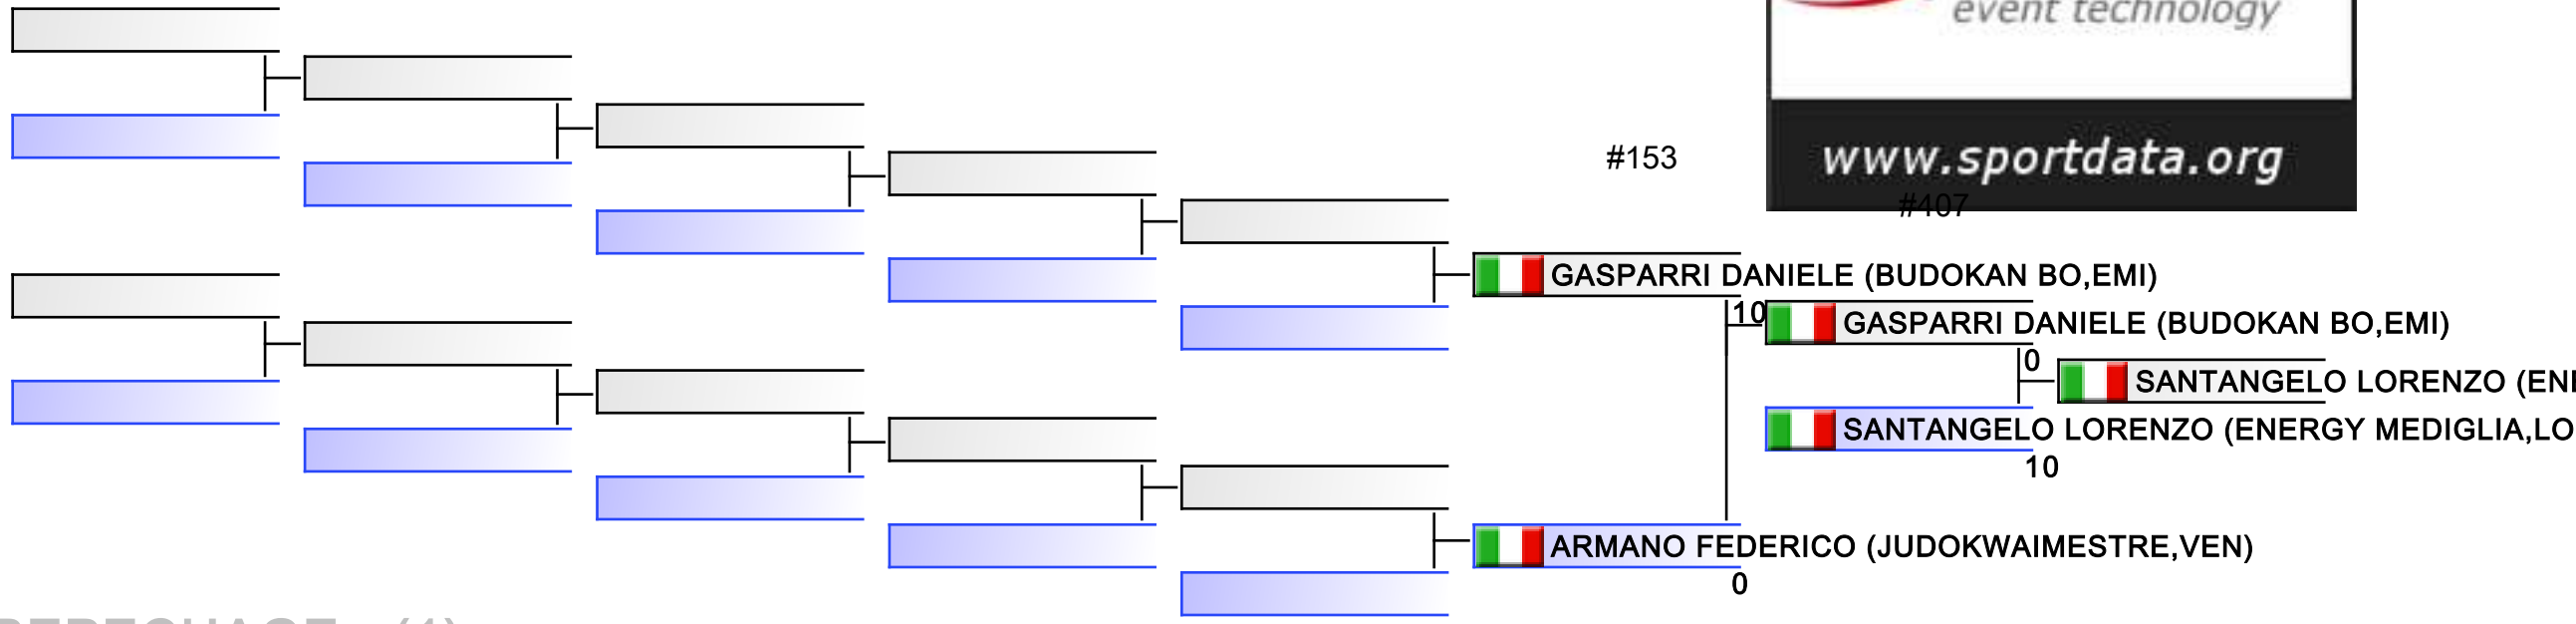 event technology
#153
www.sportdata.org
#407
GASPARRI DANIELE (BUDOKAN BO,EMI)
10
GASPARRI DANIELE (BUDOKAN BO,EMI)
0
SANTANGELO LORENZO (ENE
SANTANGELO LORENZO (ENERGY MEDIGLIA,LO
10
ARMANO FEDERICO (JUDOKWAIMESTRE,VEN)
0